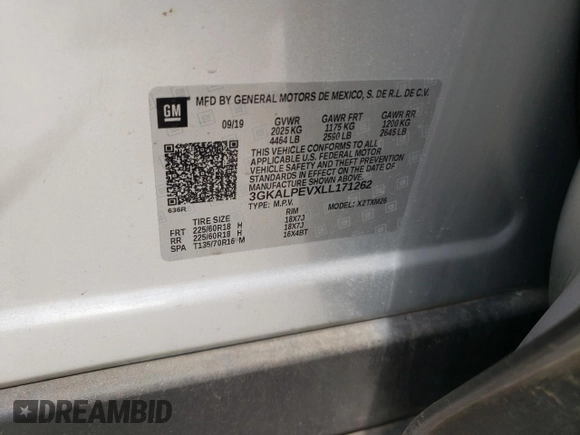 GM
MFD BY GENERAL MOTORS DE MEXICO, S. DE R.L. DE C.V.
09/19 GVWR GAWR FRT GAWR RR
2025 KG 1175 KG 1200 KG
4464 LB 2590 LB 2645 LB
THIS VEHICLE CONFORMS TO ALL
APPLICABLE U.S. FEDERAL MOTOR
VEHICLE SAFETY AND THEFT PREVENTION
STANDARDS IN EFFECT ON THE DATE OF
MANUFACTURE SHOWN ABOVE.
3GKALPEVXLL171262
TYPE: M.P.V. MODEL: X2TXM26
636R
TIRE SIZE RIM
FRT 225/60R18 H 18X7J
RR 225/60R18 H 18X7J
SPA T135/70R16 M 16X4BT
DREAMBID